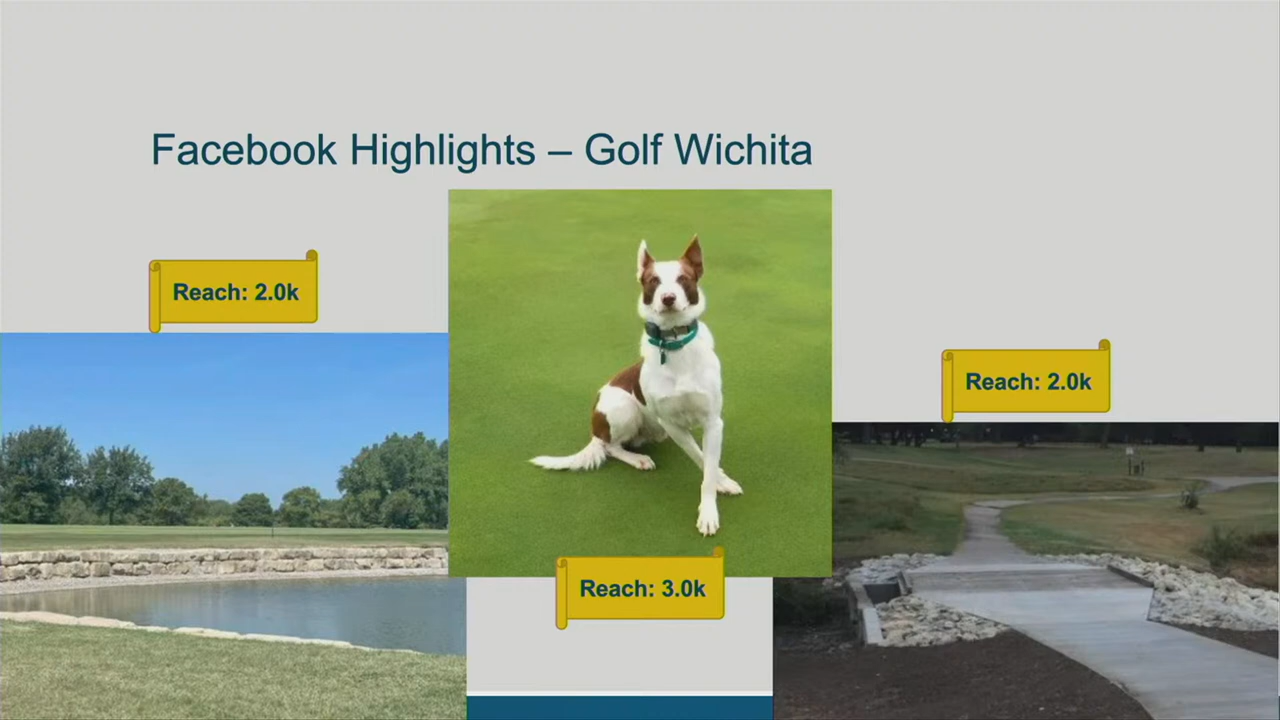 Facebook Highlights – Golf Wichita
Reach: 2.0k
Reach: 3.0k
Reach: 2.0k